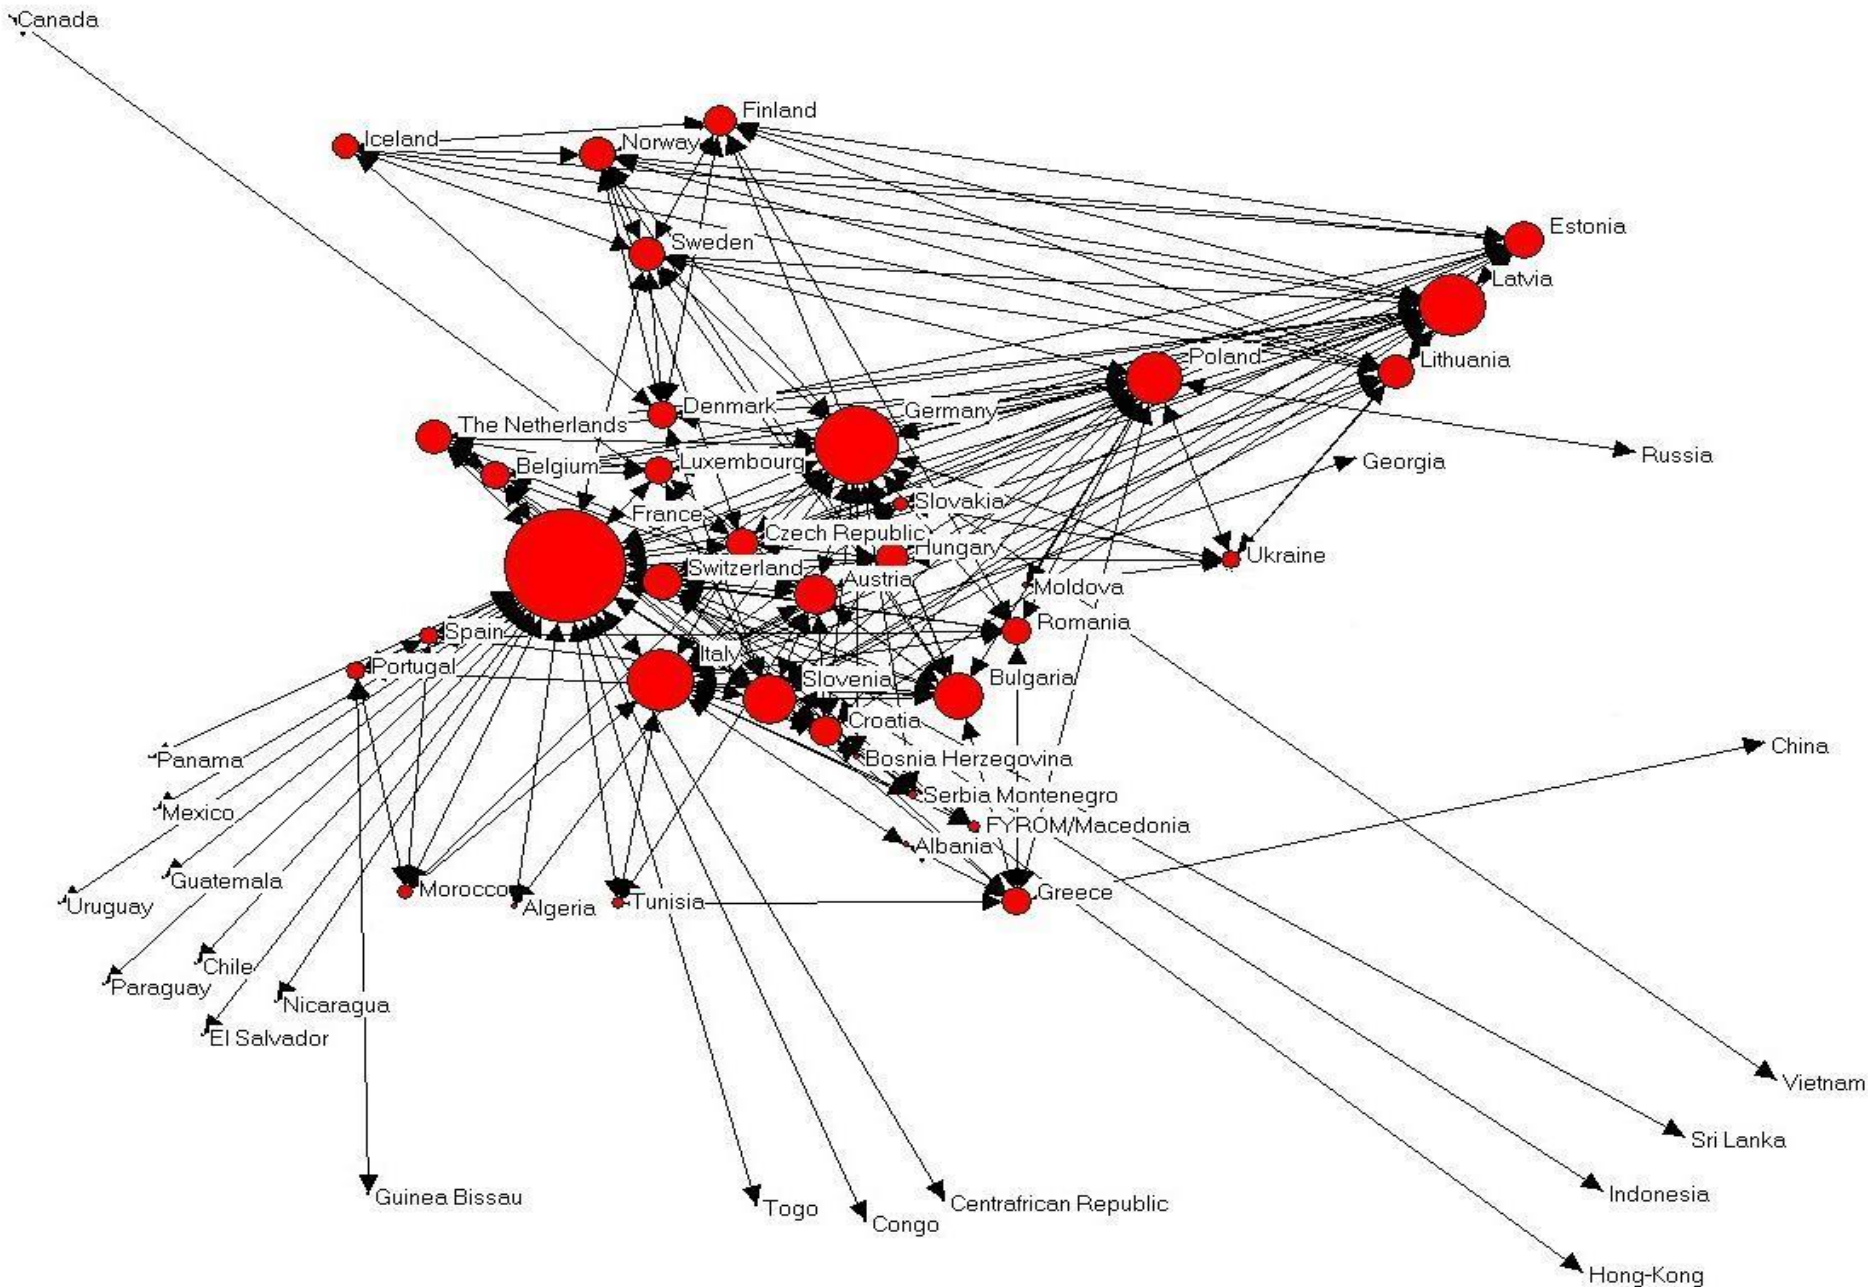 Canada
Finland
Iceland
Norway
Estonia
Sweden
Latvia
Poland
Lithuania
Denmark
Germany
The Netherlands
Russia
Belgium
Luxembourg
Georgia
Slovakia
France
Czech Republic
Hungary
Ukraine
Switzerland
Austria
Moldova
Romania
Spain
Italy
Portugal
Slovenia
Bulgaria
Croatia
China
Panama
Bosnia Herzegovina
Serbia Montenegro
Mexico
FYROM/Macedonia
Albania
Guatemala
Morocco
Algeria
Tunisia
Greece
Uruguay
Chile
Paraguay
Nicaragua
El Salvador
Vietnam
Sri Lanka
Guinea Bissau
Togo
Congo
Centrafrican Republic
Indonesia
Hong-Kong